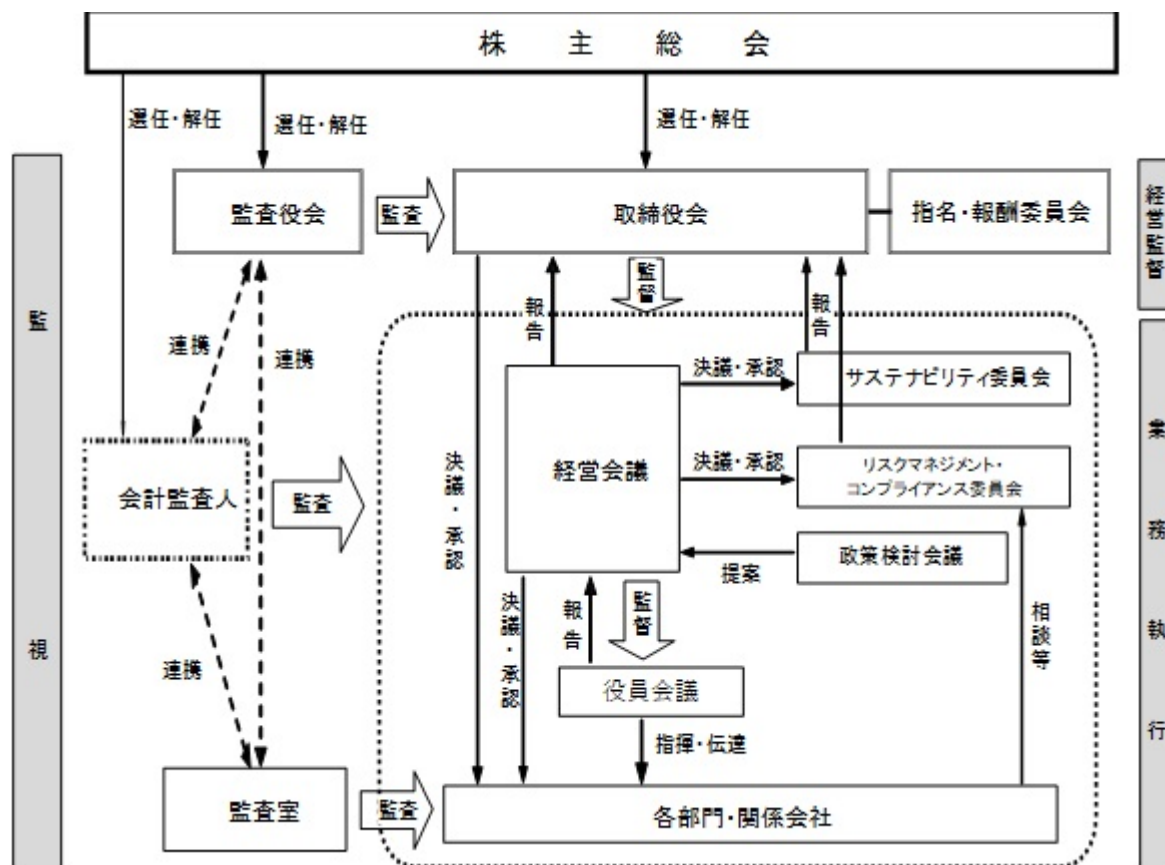 株主総会
選任・解任
選任・解任
選任・解任
監査役会
監査
取締役会
指名・報酬委員会
経営監督
監視
連携
連携
報告
監督
報告
決議・承認
サステナビリティ委員会
経営会議
決議・承認
リスクマネジメント・
コンプライアンス委員会
会計監査人
監査
決議・承認
提案
政策検討会議
業務執行
決議・承認
報告
監督
相談等
連携
役員会議
指揮・伝達
監査室
監査
各部門・関係会社